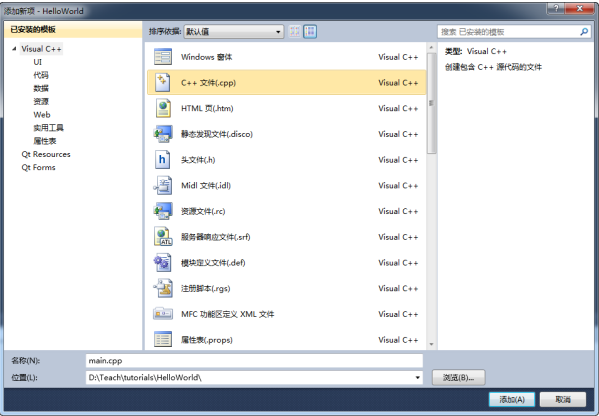 添加新项 - HelloWorld
已安装的模板
排序依据: 默认值
搜索 已安装的模板
Visual C++
UI
代码
数据
资源
Web
实用工具
属性表
Qt Resources
Qt Forms
Windows 窗体 Visual C++
C++ 文件(.cpp) Visual C++
HTML 页(.htm) Visual C++
静态发现文件(.disco) Visual C++
头文件(.h) Visual C++
Midl 文件(.idl) Visual C++
资源文件(.rc) Visual C++
服务器响应文件(.srf) Visual C++
模块定义文件(.def) Visual C++
注册脚本(.rgs) Visual C++
MFC 功能区定义 XML 文件 Visual C++
属性表(.props) Visual C++
类型: Visual C++
创建包含 C++ 源代码的文件
名称(N): main.cpp
位置(L): D:\Teach\tutorials\HelloWorld\
浏览(B)...
添加(A)
取消